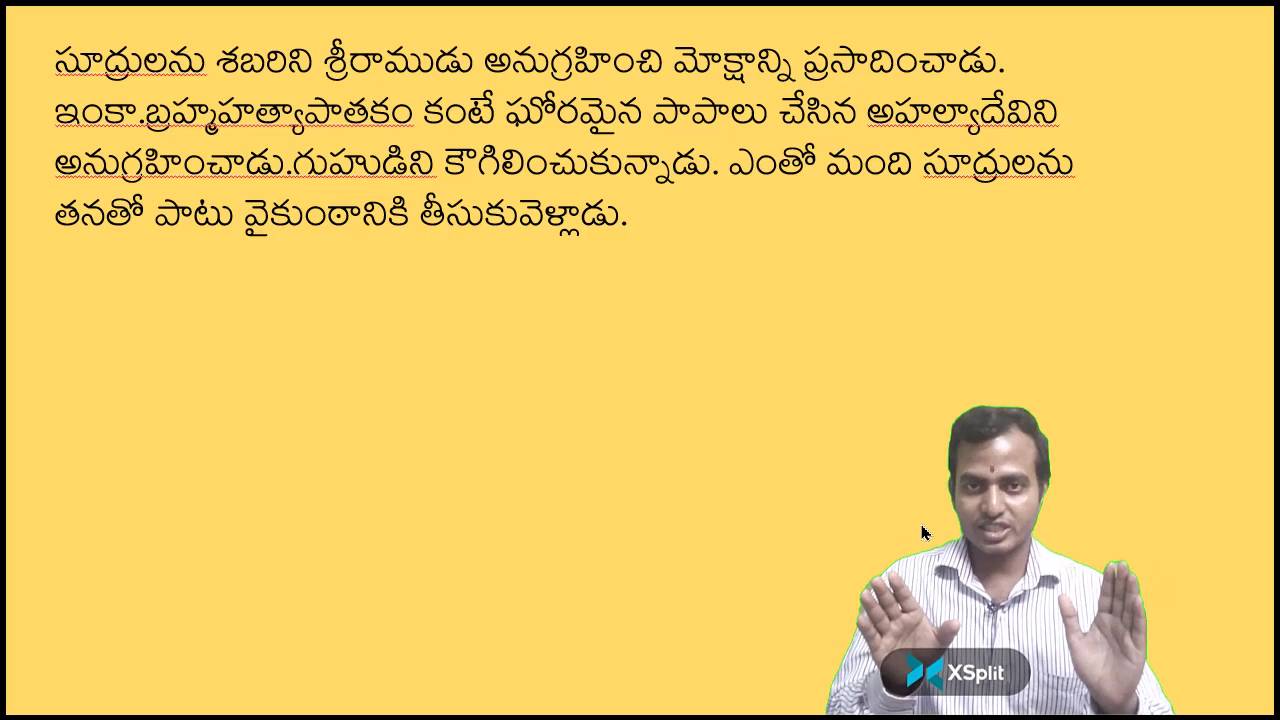 సూద్రులను శబరిని శ్రీరాముడు అనుగ్రహించి మోక్షాన్ని ప్రసాదించాడు.
ఇంకా.బ్రహ్మహత్యాపాతకం కంటే ఘోరమైన పాపాలు చేసిన అహల్యాదేవిని
అనుగ్రహించాడు.గుహుడిని కౌగిలించుకున్నాడు. ఎంతో మంది సూద్రులను
తనతో పాటు వైకుంఠానికి తీసుకువెళ్లాడు.
XSplit